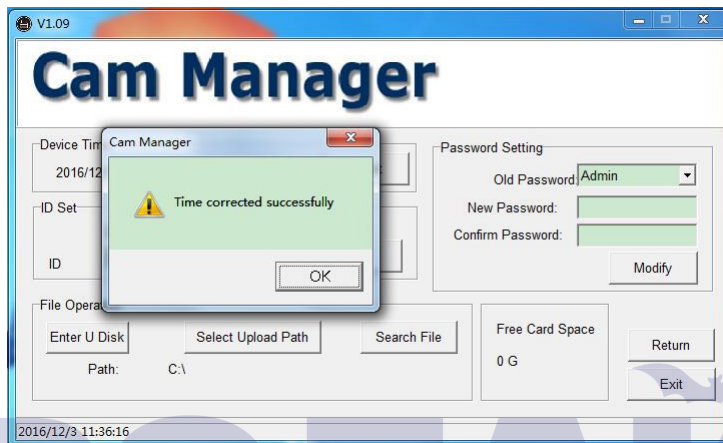 V1.09
Cam Manager
Device Tim
2016/12
Cam Manager
Time corrected successfully
OK
ID Set
ID
Password Setting
Old Password: Admin
New Password:
Confirm Password:
Modify
File Opera
Enter U Disk
Select Upload Path
Search File
Path: C:\
Free Card Space
0 G
Return
Exit
2016/12/3 11:36:16